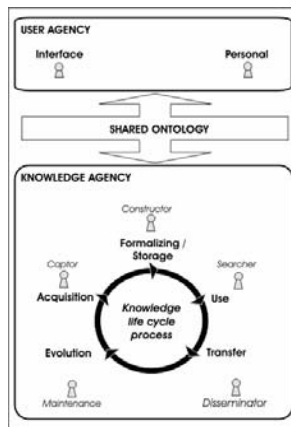 USER AGENCY
Interface Personal
SHARED ONTOLOGY
KNOWLEDGE AGENCY
Constructor
Formalizing /
Storage
Captor Searcher
Acquisition Use
Knowledge
life cycle
process
Evolution Transfer
Maintenance Disseminator